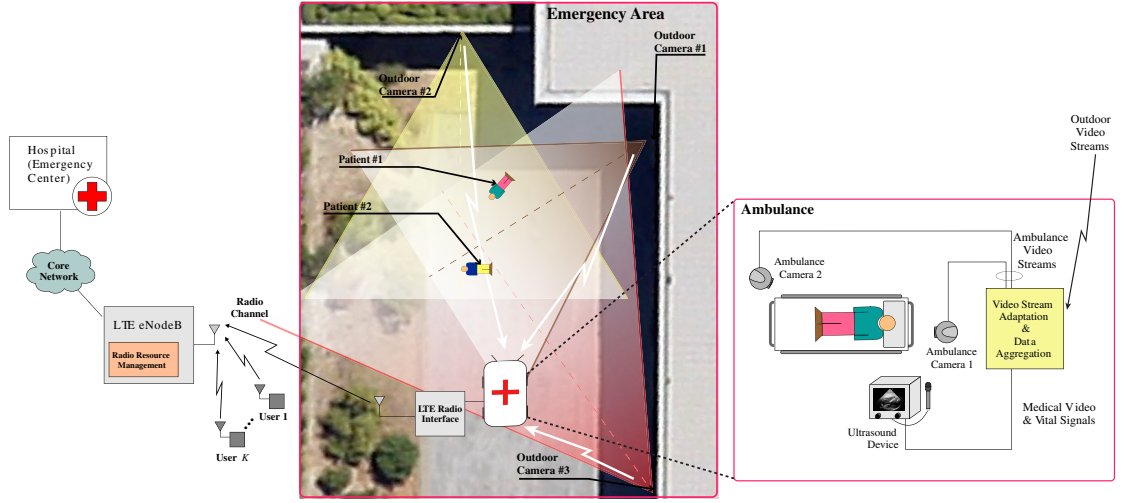 Emergency Area
Outdoor
Camera #1
Outdoor
Camera #2
Patient #1
Patient #2
Hospital
(Emergency
Center)
Core
Network
LTE eNodeB
Radio Resource
Management
Radio
Channel
User 1
User K
LTE Radio
Interface
Outdoor
Camera #3
Outdoor
Video
Streams
Ambulance
Ambulance
Camera 2
Ambulance
Video
Streams
Video Stream
Adaptation
&
Data
Aggregation
Ambulance
Camera 1
Ultrasound
Device
Medical Video
& Vital Signals